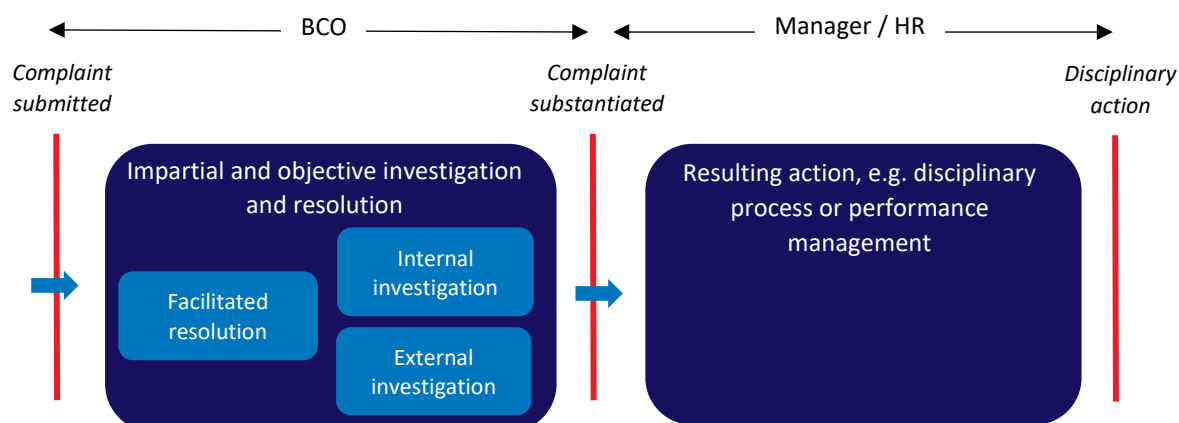 BCO
Manager / HR
Complaint
submitted
Complaint
substantiated
Disciplinary
action
Impartial and objective investigation
and resolution
Facilitated
resolution
Internal
investigation
External
investigation
Resulting action, e.g. disciplinary
process or performance
management